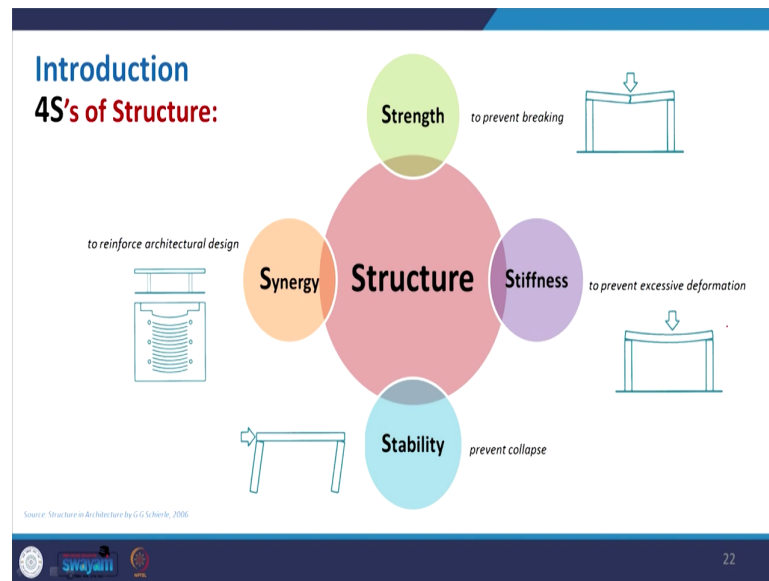 Introduction
4S's of Structure:
Strength
to prevent breaking
to reinforce architectural design
Synergy
Structure
Stiffness
to prevent excessive deformation
Stability
prevent collapse
Source: Structure in Architecture by G G Schierle, 2006
swayam
22